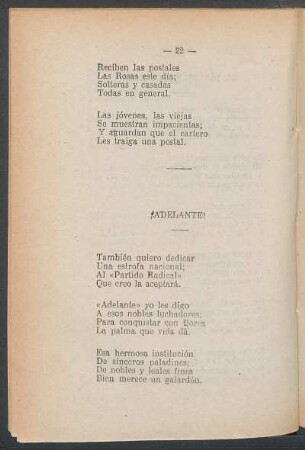 — 22 —
Reciben las postales
Las Rosas este día;
Solteras y casadas
Todas en general.
Las jóvenes, las viejas
Se muestran impacientes;
Y aguardan que el cartero
Les traiga una postal.
¡ADELANTE!
También quiero dedicar
Una estrofa nacional;
Al «Partido Radical»
Que creo la aceptará.
«Adelante» yo les digo
A esos nobles luchadores;
Para conquistar con flores
La palma que vida dá.
Esa hermosa institución
De sinceros paladines;
De nobles y leales fines
Bien merece un galardón.